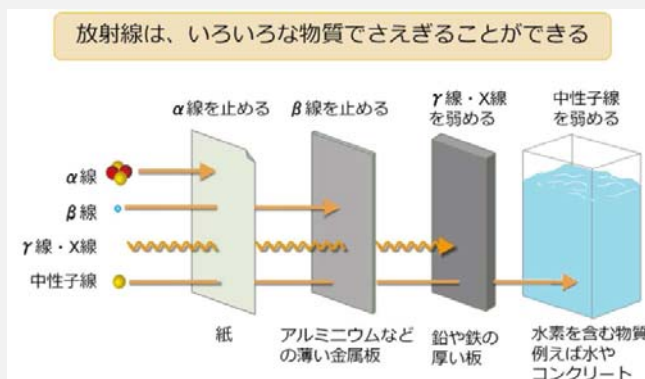 放射線は、いろいろな物質でさえぎることができる
α線を止める
β線を止める
γ線・X線
を弱める
中性子線
を弱める
α線
β線
γ線・X線
中性子線
紙
アルミニウムなど
の薄い金属板
鉛や鉄の
厚い板
水素を含む物質
例えば水や
コンクリート